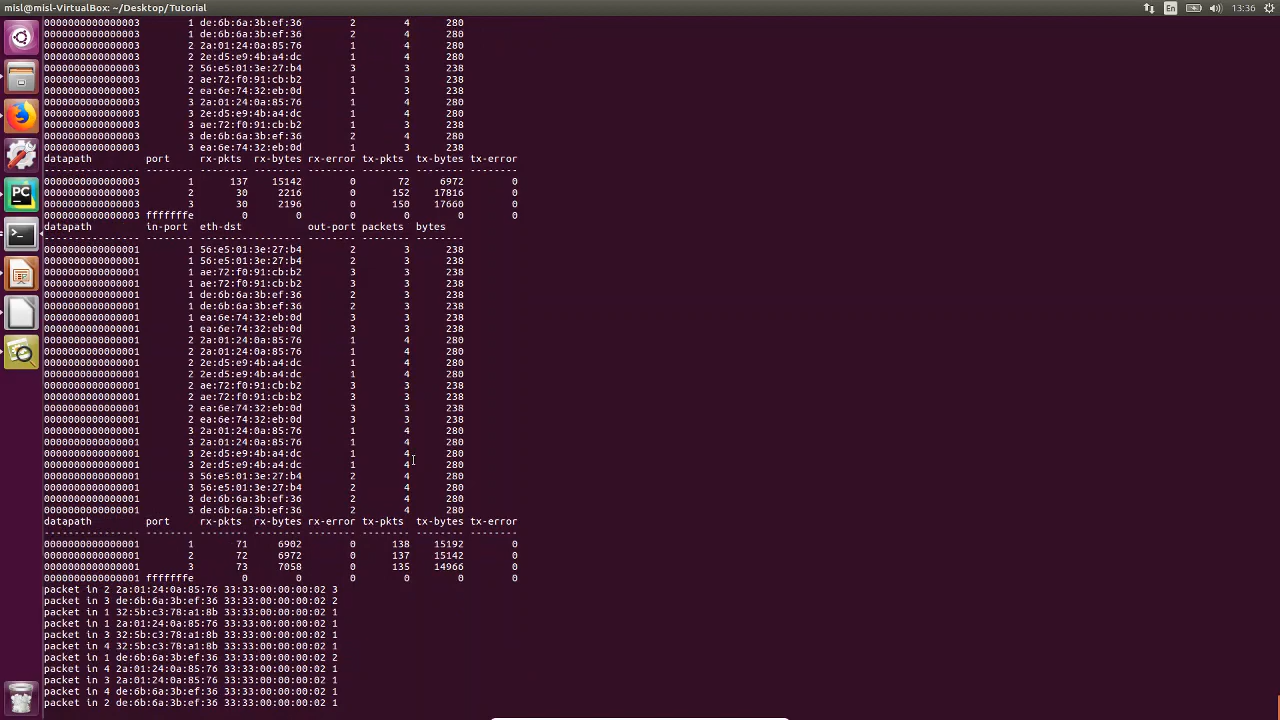 misl@misl-VirtualBox: ~/Desktop/Tutorial En 13:36
0000000000000003 1 de:6b:6a:3b:ef:36 2 4 280
0000000000000003 1 de:6b:6a:3b:ef:36 2 4 280
0000000000000003 2 2a:01:24:0a:85:76 1 4 280
0000000000000003 2 2e:d5:e9:4b:a4:dc 1 4 280
0000000000000003 2 56:e5:01:3e:27:b4 3 3 238
0000000000000003 2 ae:72:f0:91:cb:b2 1 3 238
0000000000000003 2 ea:6e:74:32:eb:0d 1 3 238
0000000000000003 3 2a:01:24:0a:85:76 1 4 280
0000000000000003 3 2e:d5:e9:4b:a4:dc 1 4 280
0000000000000003 3 ae:72:f0:91:cb:b2 1 3 238
0000000000000003 3 de:6b:6a:3b:ef:36 2 4 280
0000000000000003 3 ea:6e:74:32:eb:0d 1 3 238
datapath port rx-pkts rx-bytes rx-error tx-pkts tx-bytes tx-error
---------------- -------- -------- -------- -------- -------- -------- --------
0000000000000003 1 137 15142 0 72 6972 0
0000000000000003 2 30 2216 0 152 17816 0
0000000000000003 3 30 2196 0 150 17660 0
0000000000000003 fffffffe 0 0 0 0 0 0
datapath in-port eth-dst out-port packets bytes
---------------- -------- ----------------- -------- -------- --------
0000000000000001 1 56:e5:01:3e:27:b4 2 3 238
0000000000000001 1 56:e5:01:3e:27:b4 2 3 238
0000000000000001 1 ae:72:f0:91:cb:b2 3 3 238
0000000000000001 1 ae:72:f0:91:cb:b2 3 3 238
0000000000000001 1 de:6b:6a:3b:ef:36 2 3 238
0000000000000001 1 de:6b:6a:3b:ef:36 2 3 238
0000000000000001 1 ea:6e:74:32:eb:0d 3 3 238
0000000000000001 1 ea:6e:74:32:eb:0d 3 3 238
0000000000000001 2 2a:01:24:0a:85:76 1 4 280
0000000000000001 2 2a:01:24:0a:85:76 1 4 280
0000000000000001 2 2e:d5:e9:4b:a4:dc 1 4 280
0000000000000001 2 2e:d5:e9:4b:a4:dc 1 4 280
0000000000000001 2 ae:72:f0:91:cb:b2 3 3 238
0000000000000001 2 ae:72:f0:91:cb:b2 3 3 238
0000000000000001 2 ea:6e:74:32:eb:0d 3 3 238
0000000000000001 2 ea:6e:74:32:eb:0d 3 3 238
0000000000000001 3 2a:01:24:0a:85:76 1 4 280
0000000000000001 3 2a:01:24:0a:85:76 1 4 280
0000000000000001 3 2e:d5:e9:4b:a4:dc 1 4 280
0000000000000001 3 2e:d5:e9:4b:a4:dc 1 4 280
0000000000000001 3 56:e5:01:3e:27:b4 2 4 280
0000000000000001 3 56:e5:01:3e:27:b4 2 4 280
0000000000000001 3 de:6b:6a:3b:ef:36 2 4 280
0000000000000001 3 de:6b:6a:3b:ef:36 2 4 280
datapath port rx-pkts rx-bytes rx-error tx-pkts tx-bytes tx-error
---------------- -------- -------- -------- -------- -------- -------- --------
0000000000000001 1 71 6902 0 138 15192 0
0000000000000001 2 72 6972 0 137 15142 0
0000000000000001 3 73 7058 0 135 14966 0
0000000000000001 fffffffe 0 0 0 0 0 0
packet in 2 2a:01:24:0a:85:76 33:33:00:00:00:02 3
packet in 3 de:6b:6a:3b:ef:36 33:33:00:00:00:02 2
packet in 1 32:5b:c3:78:a1:8b 33:33:00:00:00:02 1
packet in 1 2a:01:24:0a:85:76 33:33:00:00:00:02 1
packet in 3 32:5b:c3:78:a1:8b 33:33:00:00:00:02 1
packet in 4 32:5b:c3:78:a1:8b 33:33:00:00:00:02 1
packet in 1 de:6b:6a:3b:ef:36 33:33:00:00:00:02 2
packet in 4 2a:01:24:0a:85:76 33:33:00:00:00:02 1
packet in 3 2a:01:24:0a:85:76 33:33:00:00:00:02 1
packet in 4 de:6b:6a:3b:ef:36 33:33:00:00:00:02 1
packet in 2 de:6b:6a:3b:ef:36 33:33:00:00:00:02 1